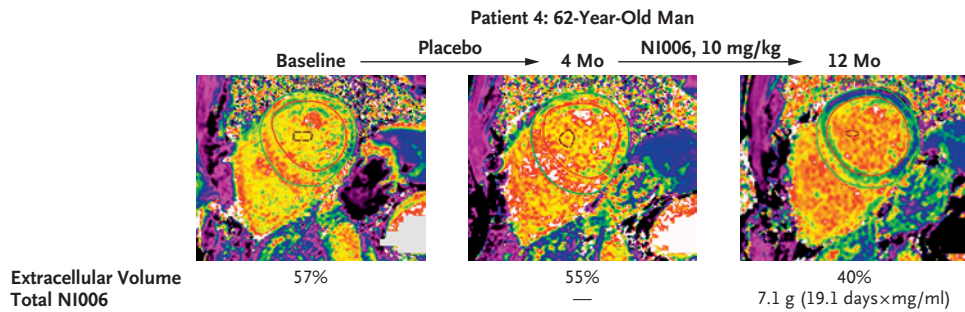 Patient 4: 62-Year-Old Man
Baseline Placebo 4 Mo NI006, 10 mg/kg 12 Mo
Extracellular Volume 57% 55% 40%
Total NI006 — 7.1 g (19.1 days×mg/ml)